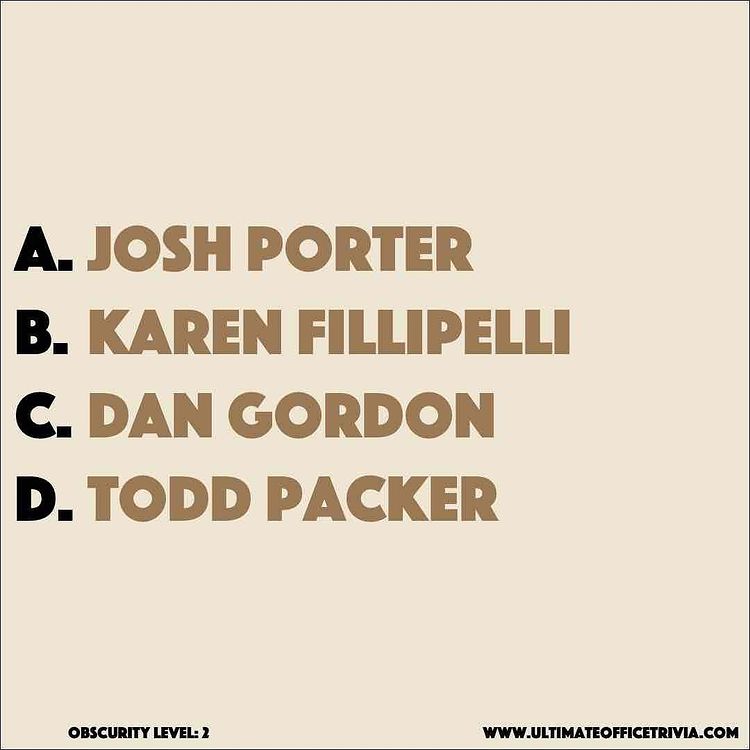 A. JOSH PORTER
B. KAREN FILLIPELLI
C. DAN GORDON
D. TODD PACKER
OBSCURITY LEVEL: 2
WWW.ULTIMATEOFFICETRIVIA.COM